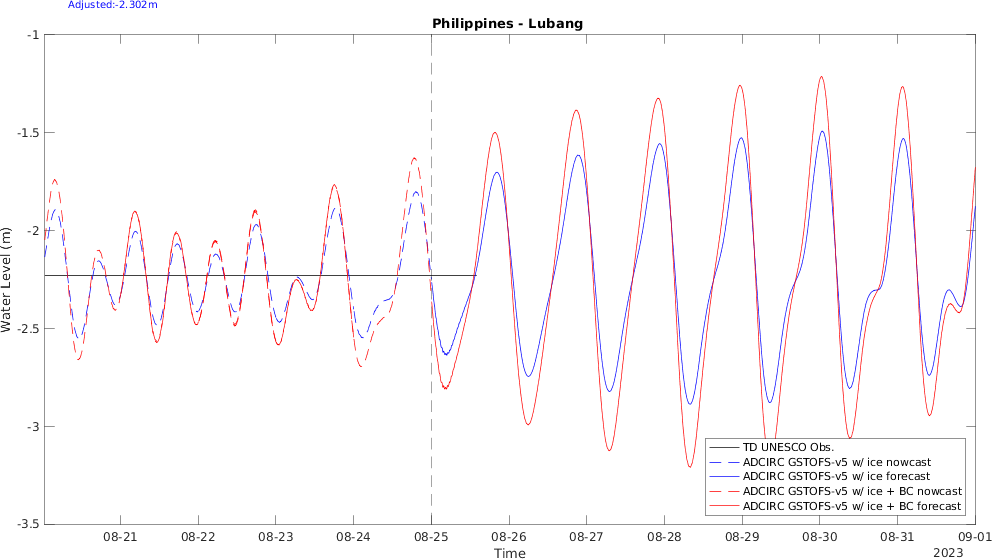 Adjusted:-2.302m
Philippines - Lubang
-1
-1.5
-2
-2.5
-3
-3.5
Water Level (m)
TD UNESCO Obs.
ADCIRC GSTOFS-v5 w/ ice nowcast
ADCIRC GSTOFS-v5 w/ ice forecast
ADCIRC GSTOFS-v5 w/ ice + BC nowcast
ADCIRC GSTOFS-v5 w/ ice + BC forecast
08-21 08-22 08-23 08-24 08-25 08-26 08-27 08-28 08-29 08-30 08-31 09-01
Time
2023